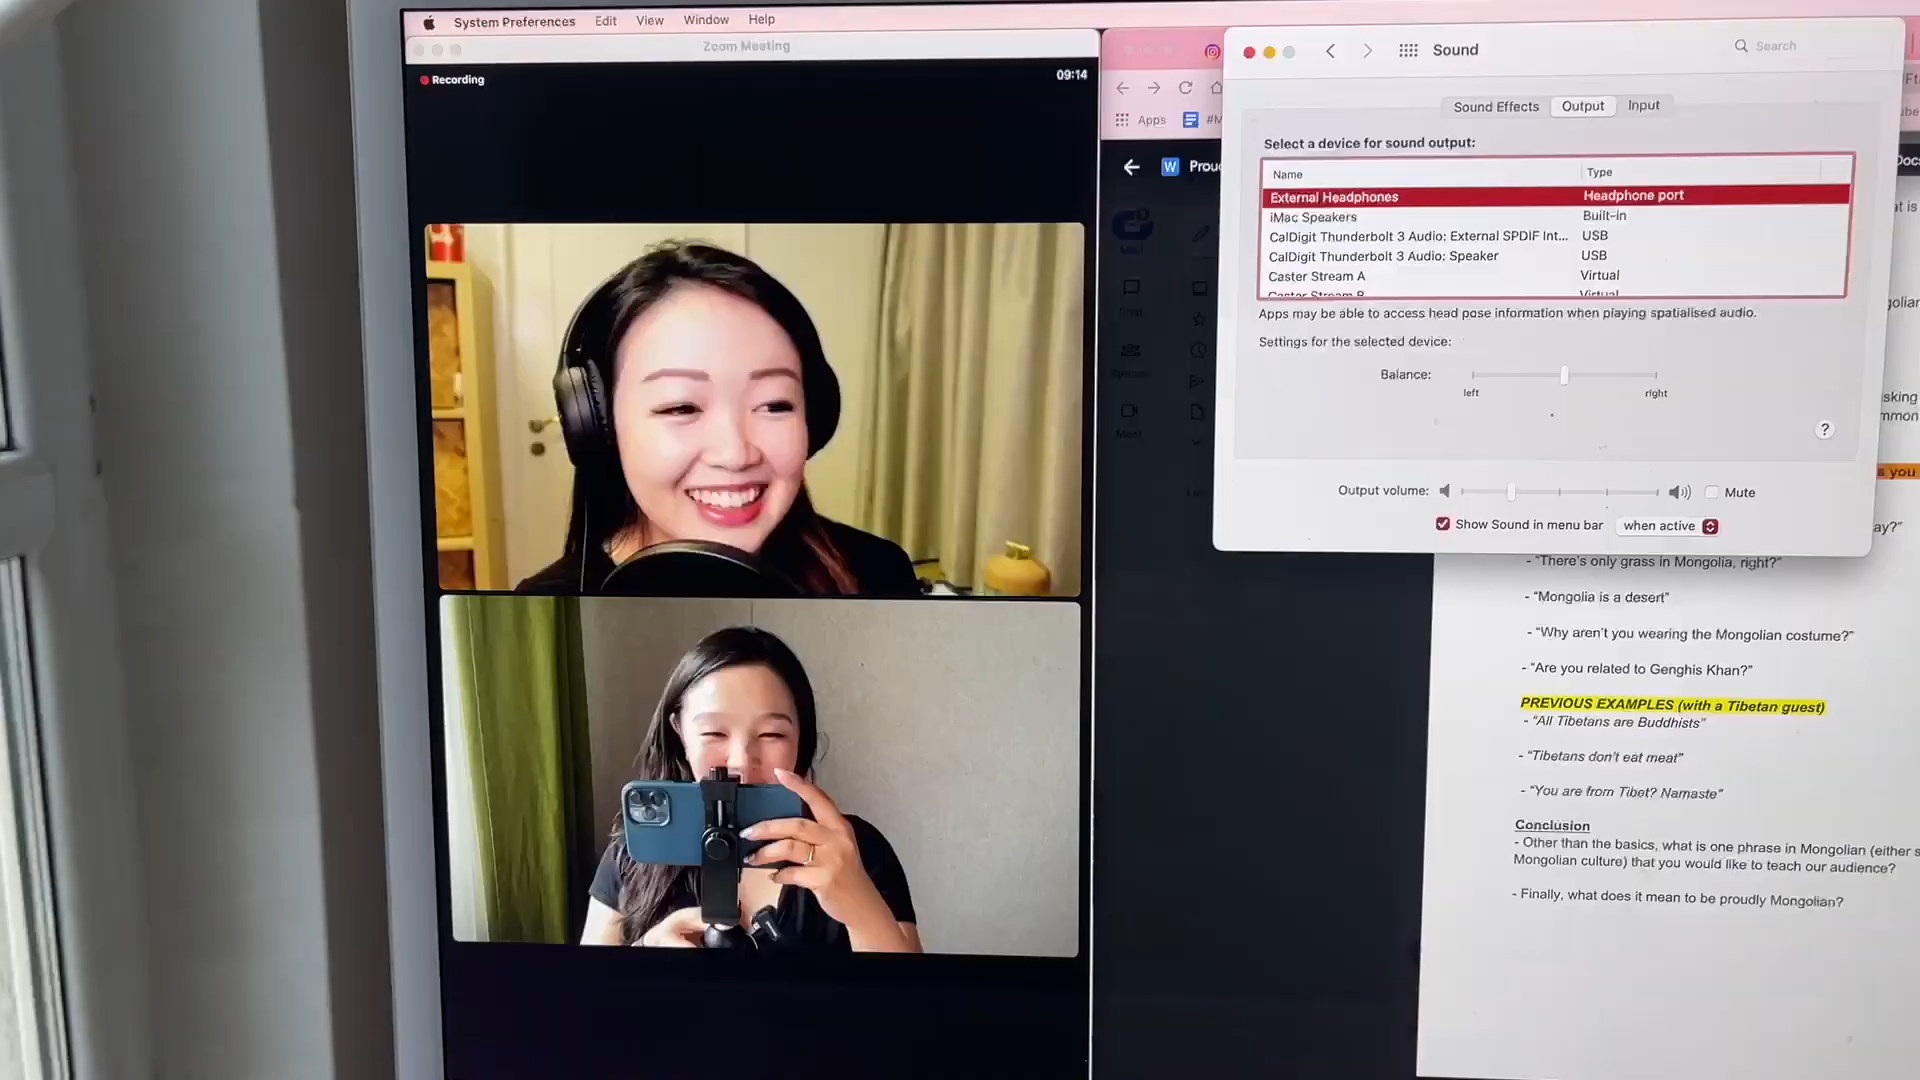 System Preferences Edit View Window Help
Zoom Meeting
Recording
09:14
Apps
W
Sound
Search
Sound Effects Output Input
Select a device for sound output:
Name Type
External Headphones Headphone port
iMac Speakers Built-in
CalDigit Thunderbolt 3 Audio: External SPDIF Int... USB
CalDigit Thunderbolt 3 Audio: Speaker USB
Caster Stream A Virtual
Virtual
Apps may be able to access head pose information when playing spatialised audio.
Settings for the selected device:
Balance:
left right
?
Output volume: Mute
Show Sound in menu bar when active
s you
ay?"
- "There's only grass in Mongolia, right?"
- "Mongolia is a desert"
- "Why aren't you wearing the Mongolian costume?"
- "Are you related to Genghis Khan?"
PREVIOUS EXAMPLES (with a Tibetan guest)
- "All Tibetans are Buddhists"
- "Tibetans don't eat meat"
- "You are from Tibet? Namaste"
Conclusion
- Other than the basics, what is one phrase in Mongolian (either s
Mongolian culture) that you would like to teach our audience?
- Finally, what does it mean to be proudly Mongolian?